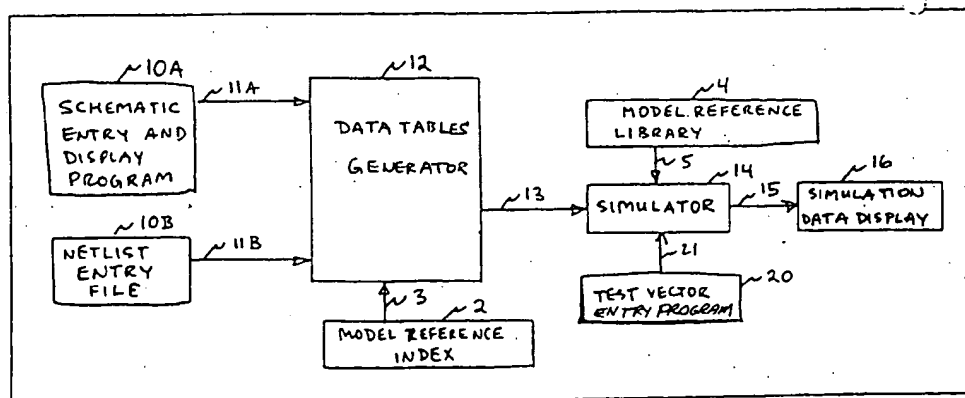 10A
SCHEMATIC
ENTRY AND
DISPLAY
PROGRAM
11A
10B
NETLIST
ENTRY
FILE
11B
12
DATA TABLES
GENERATOR
3
2
MODEL REFERENCE
INDEX
13
4
MODEL REFERENCE
LIBRARY
5
14
SIMULATOR
15
16
SIMULATION
DATA DISPLAY
21
20
TEST VECTOR
ENTRY PROGRAM